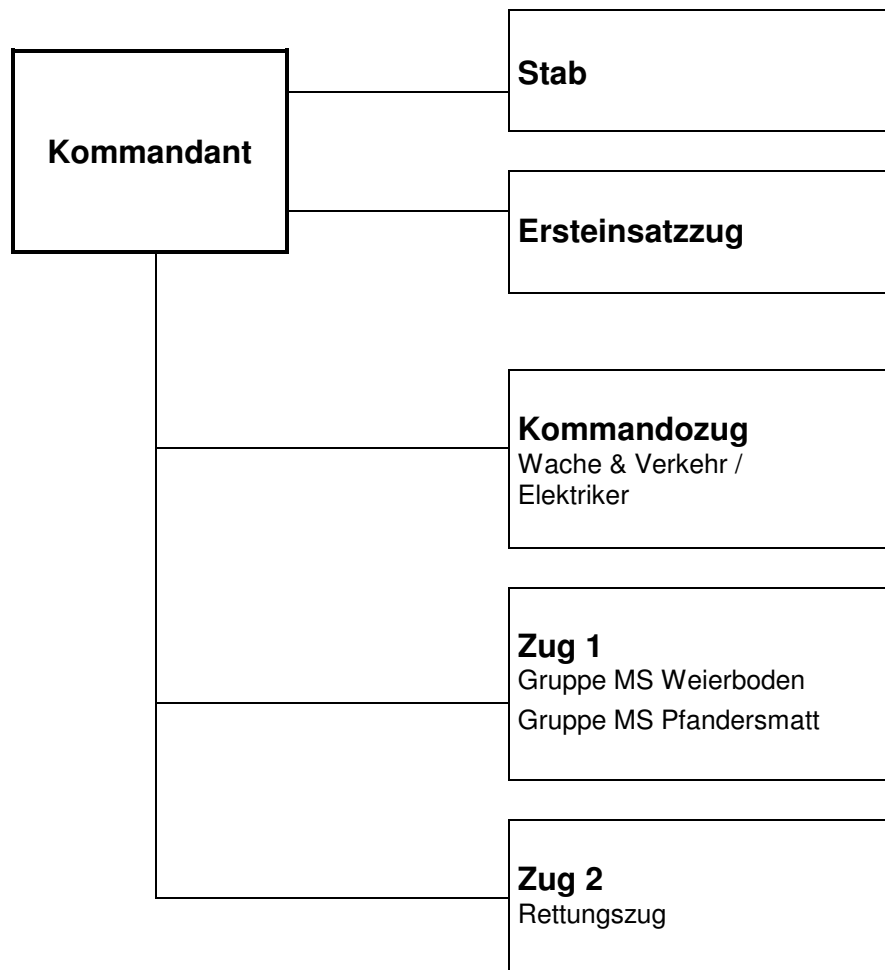 Kommandant
Stab
Ersteinsatzzug
Kommandozug
Wache & Verkehr /
Elektriker
Zug 1
Gruppe MS Weierboden
Gruppe MS Pfandersmatt
Zug 2
Rettungszug